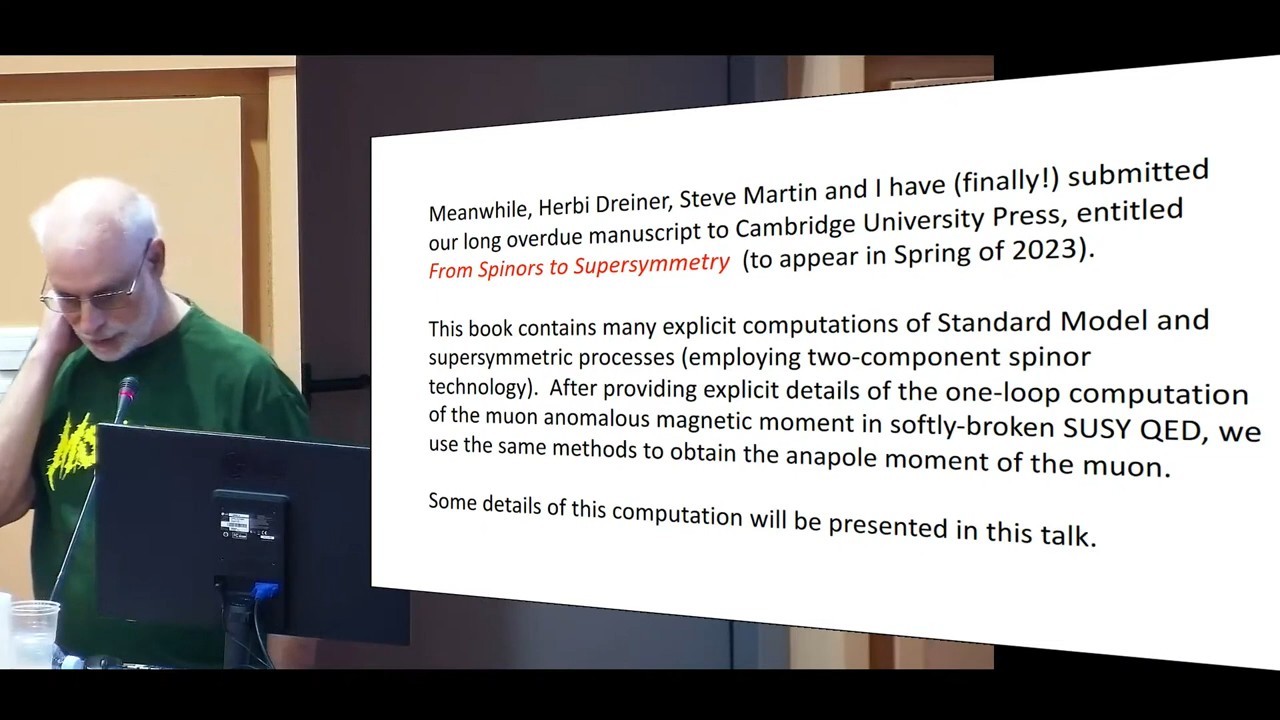 Meanwhile, Herbi Dreiner, Steve Martin and I have (finally!) submitted
our long overdue manuscript to Cambridge University Press, entitled
From Spinors to Supersymmetry (to appear in Spring of 2023).
This book contains many explicit computations of Standard Model and
supersymmetric processes (employing two-component spinor
technology). After providing explicit details of the one-loop computation
of the muon anomalous magnetic moment in softly-broken SUSY QED, we
use the same methods to obtain the anapole moment of the muon.
Some details of this computation will be presented in this talk.